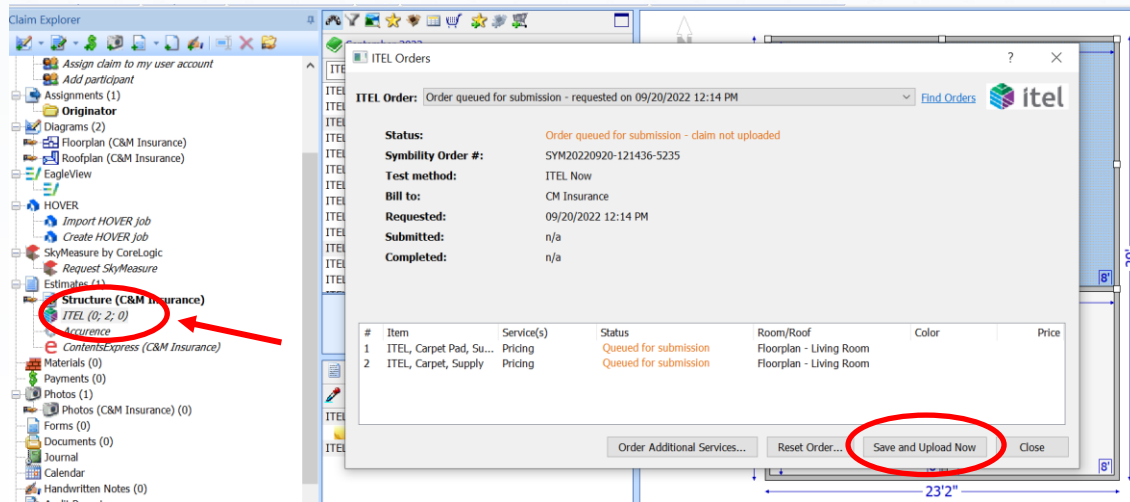 Claim Explorer
Assign claim to my user account
Add participant
Assignments (1)
Originator
Diagrams (2)
Floorplan (C&M Insurance)
Roofplan (C&M Insurance)
EagleView
HOVER
Import HOVER job
Create HOVER job
SkyMeasure by CoreLogic
Request SkyMeasure
Estimates (1)
Structure (C&M Insurance)
ITEL (0; 2; 0)
Accurence
ContentsExpress (C&M Insurance)
Materials (0)
Payments (0)
Photos (1)
Photos (C&M Insurance) (0)
Forms (0)
Documents (0)
Journal
Calendar
Handwritten Notes (0)
ITEL Orders
ITEL Order: Order queued for submission - requested on 09/20/2022 12:14 PM Find Orders itel
Status: Order queued for submission - claim not uploaded
Symbility Order #: SYM20220920-121436-5235
Test method: ITEL Now
Bill to: CM Insurance
Requested: 09/20/2022 12:14 PM
Submitted: n/a
Completed: n/a
# Item Service(s) Status Room/Roof Color Price
1 ITEL, Carpet Pad, Su... Pricing Queued for submission Floorplan - Living Room
2 ITEL, Carpet, Supply Pricing Queued for submission Floorplan - Living Room
Order Additional Services... Reset Order... Save and Upload Now Close
N
8'
8'
23'2"